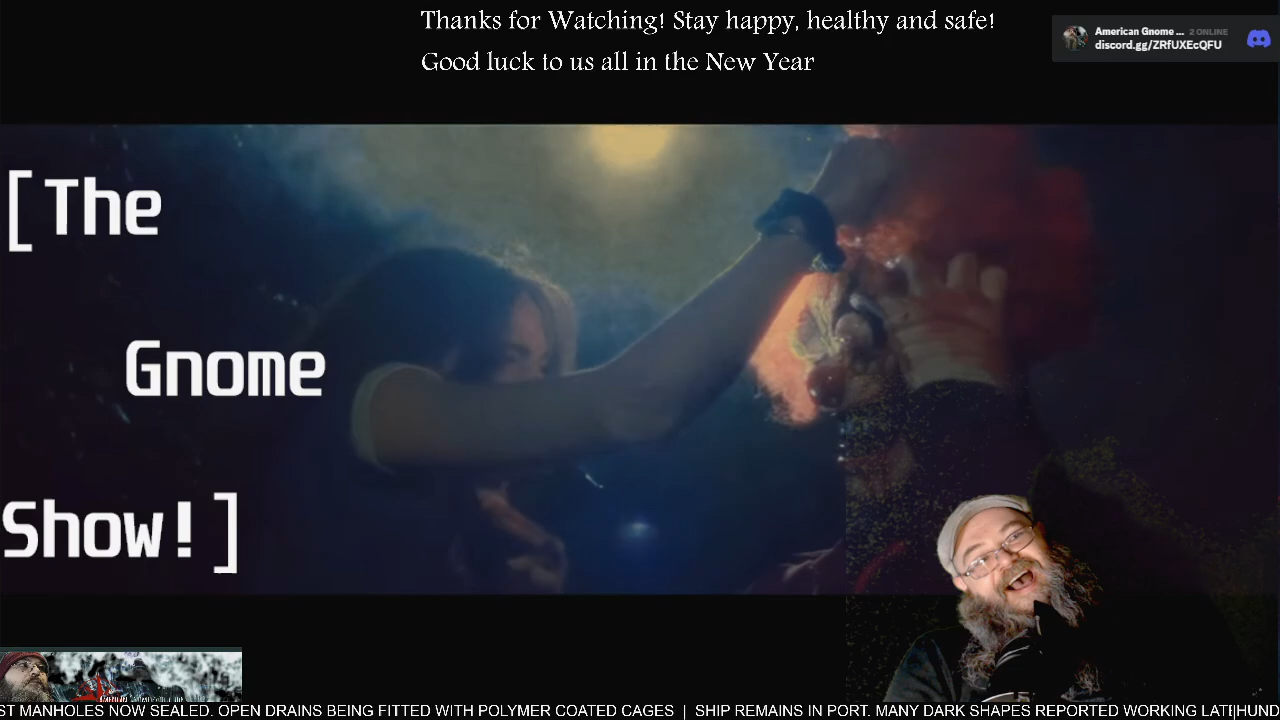 Thanks for Watching! Stay happy, healthy and safe!
Good luck to us all in the New Year
American Gnome ... 2 ONLINE
discord.gg/ZRfUXEcQFU
[The
Gnome
Show!]
ST MANHOLES NOW SEALED. OPEN DRAINS BEING FITTED WITH POLYMER COATED CAGES | SHIP REMAINS IN PORT. MANY DARK SHAPES REPORTED WORKING LAT